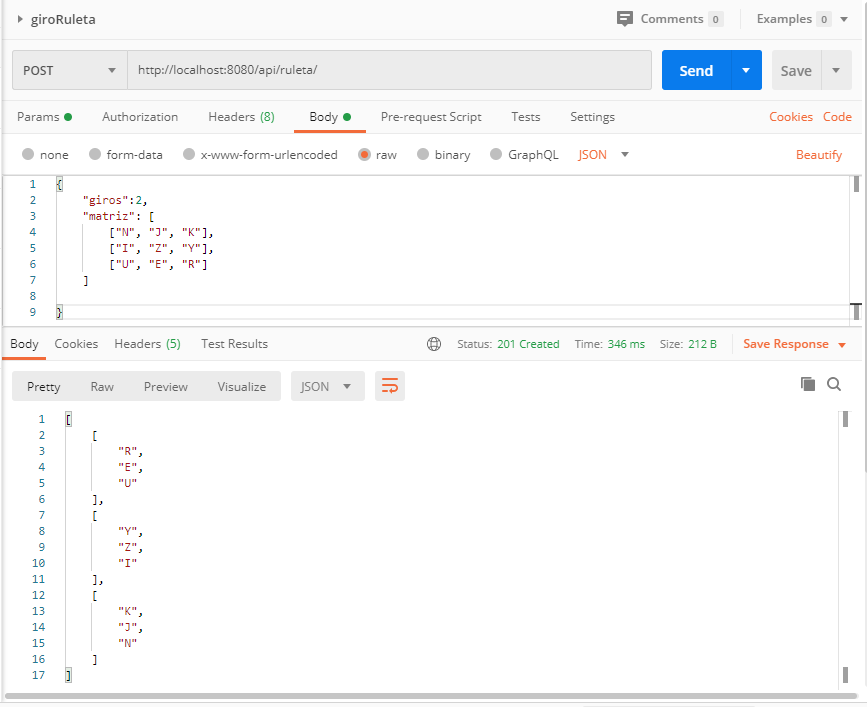 giroRuleta Comments 0 Examples 0
POST http://localhost:8080/api/ruleta/ Send Save
Params Authorization Headers (8) Body Pre-request Script Tests Settings Cookies Code
none form-data x-www-form-urlencoded raw binary GraphQL JSON Beautify
1 {
2 "giros":2,
3 "matriz": [
4 ["N", "J", "K"],
5 ["I", "Z", "Y"],
6 ["U", "E", "R"]
7 ]
8
9 }
Body Cookies Headers (5) Test Results Status: 201 Created Time: 346 ms Size: 212 B Save Response
Pretty Raw Preview Visualize JSON
1 [
2 [
3 "R",
4 "E",
5 "U"
6 ],
7 [
8 "Y",
9 "Z",
10 "I"
11 ],
12 [
13 "K",
14 "J",
15 "N"
16 ]
17 ]